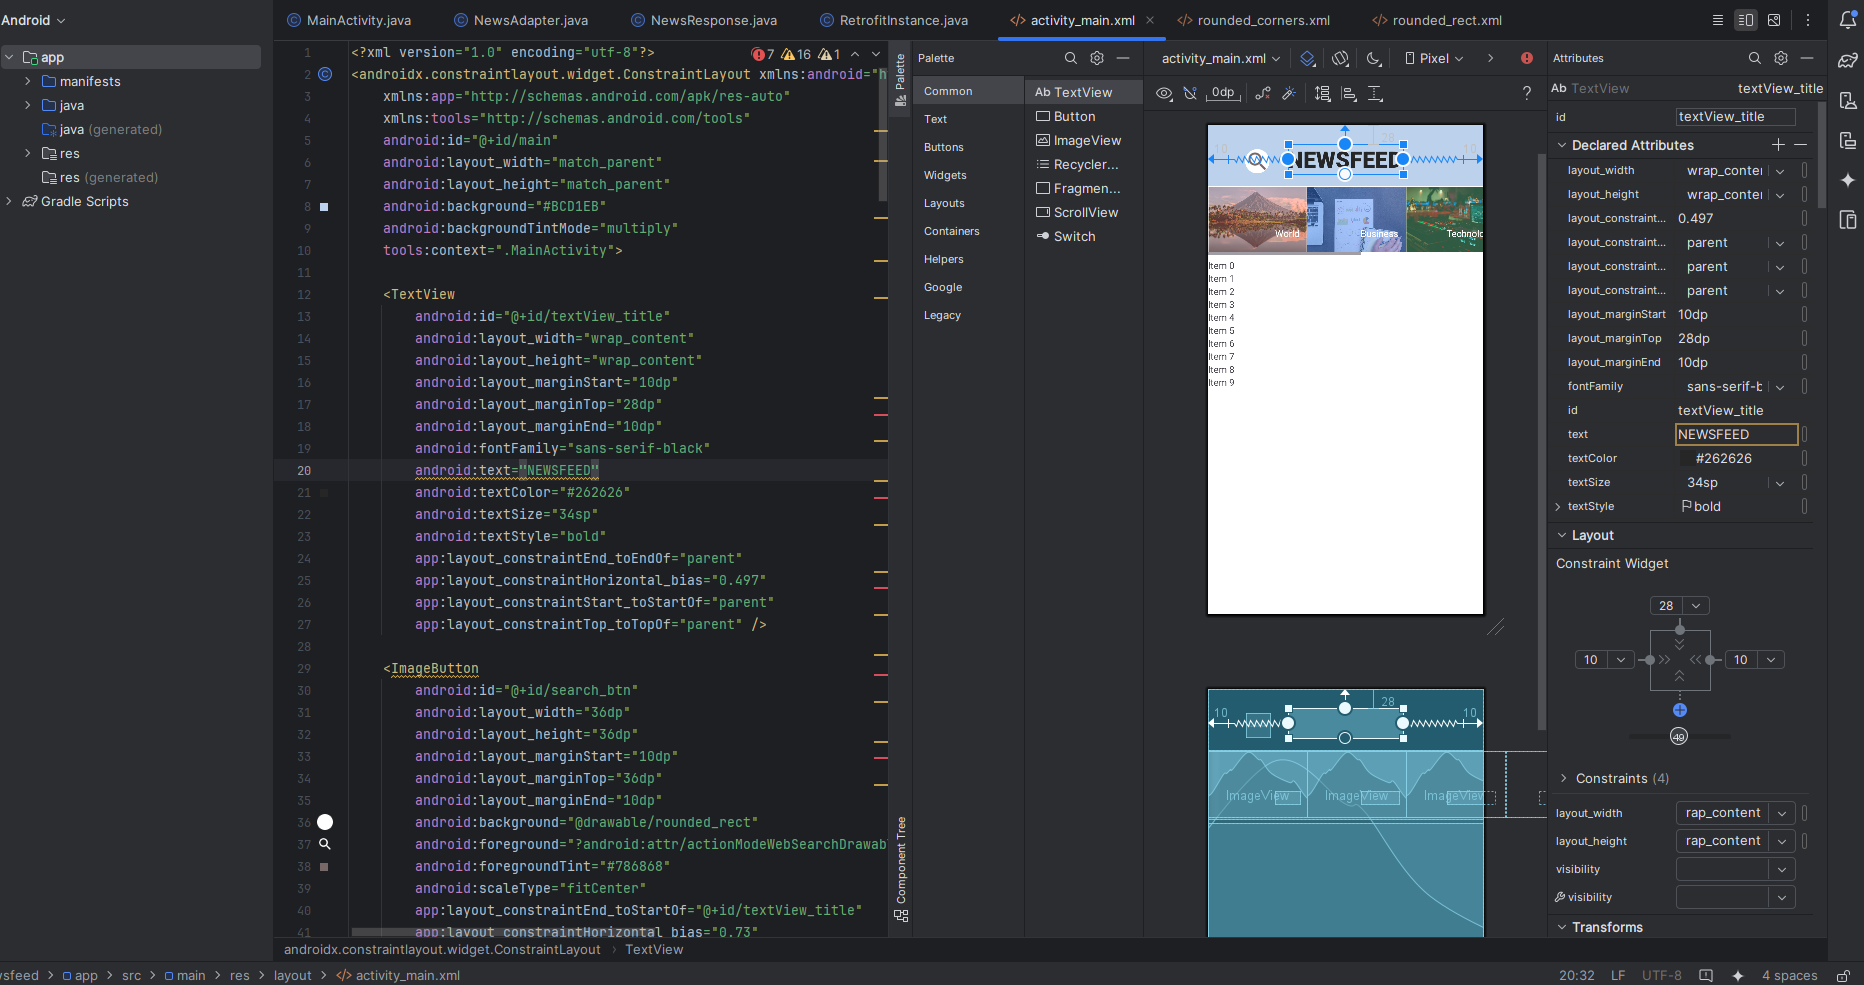 Android
MainActivity.java
NewsAdapter.java
NewsResponse.java
RetrofitInstance.java
activity_main.xml
rounded_corners.xml
rounded_rect.xml
app
manifests
java
java (generated)
res
res (generated)
Gradle Scripts
7 16 1
1 <?xml version="1.0" encoding="utf-8"?>
2 <androidx.constraintlayout.widget.ConstraintLayout xmlns:android="h
3 xmlns:app="http://schemas.android.com/apk/res-auto"
4 xmlns:tools="http://schemas.android.com/tools"
5 android:id="@+id/main"
6 android:layout_width="match_parent"
7 android:layout_height="match_parent"
8 android:background="#BCD1EB"
9 android:backgroundTintMode="multiply"
10 tools:context=".MainActivity">
11
12 <TextView
13 android:id="@+id/textView_title"
14 android:layout_width="wrap_content"
15 android:layout_height="wrap_content"
16 android:layout_marginStart="10dp"
17 android:layout_marginTop="28dp"
18 android:layout_marginEnd="10dp"
19 android:fontFamily="sans-serif-black"
20 android:text="NEWSFEED"
21 android:textColor="#262626"
22 android:textSize="34sp"
23 android:textStyle="bold"
24 app:layout_constraintEnd_toEndOf="parent"
25 app:layout_constraintHorizontal_bias="0.497"
26 app:layout_constraintStart_toStartOf="parent"
27 app:layout_constraintTop_toTopOf="parent" />
28
29 <ImageButton
30 android:id="@+id/search_btn"
31 android:layout_width="36dp"
32 android:layout_height="36dp"
33 android:layout_marginStart="10dp"
34 android:layout_marginTop="36dp"
35 android:layout_marginEnd="10dp"
36 android:background="@drawable/rounded_rect"
37 android:foreground="?android:attr/actionModeWebSearchDrawab
38 android:foregroundTint="#786868"
39 android:scaleType="fitCenter"
40 app:layout_constraintEnd_toStartOf="@+id/textView_title"
41 app:layout_constraintHorizontal_bias="0.73"
androidx.constraintlayout.widget.ConstraintLayout
TextView
Palette
Component Tree
Palette
Common
Text
Buttons
Widgets
Layouts
Containers
Helpers
Google
Legacy
Ab TextView
Button
ImageView
Recycler...
Fragmen...
ScrollView
Switch
activity_main.xml
Pixel
0dp
?
10
28
10
NEWSFEED
World
Business
Technolo
Item 0
Item 1
Item 2
Item 3
Item 4
Item 5
Item 6
Item 7
Item 8
Item 9
10
28
10
ImageView
ImageView
ImageView
Attributes
Ab TextView textView_title
id textView_title
Declared Attributes
layout_width wrap_conter
layout_height wrap_conter
layout_constraint... 0.497
layout_constraint... parent
layout_constraint... parent
layout_constraint... parent
layout_marginStart 10dp
layout_marginTop 28dp
layout_marginEnd 10dp
fontFamily sans-serif-b
id textView_title
text NEWSFEED
textColor #262626
textSize 34sp
textStyle bold
Layout
Constraint Widget
28
10
10
49
Constraints (4)
layout_width rap_content
layout_height rap_content
visibility
visibility
Transforms
wsfeed
app
src
main
res
layout
activity_main.xml
20:32 LF UTF-8 4 spaces